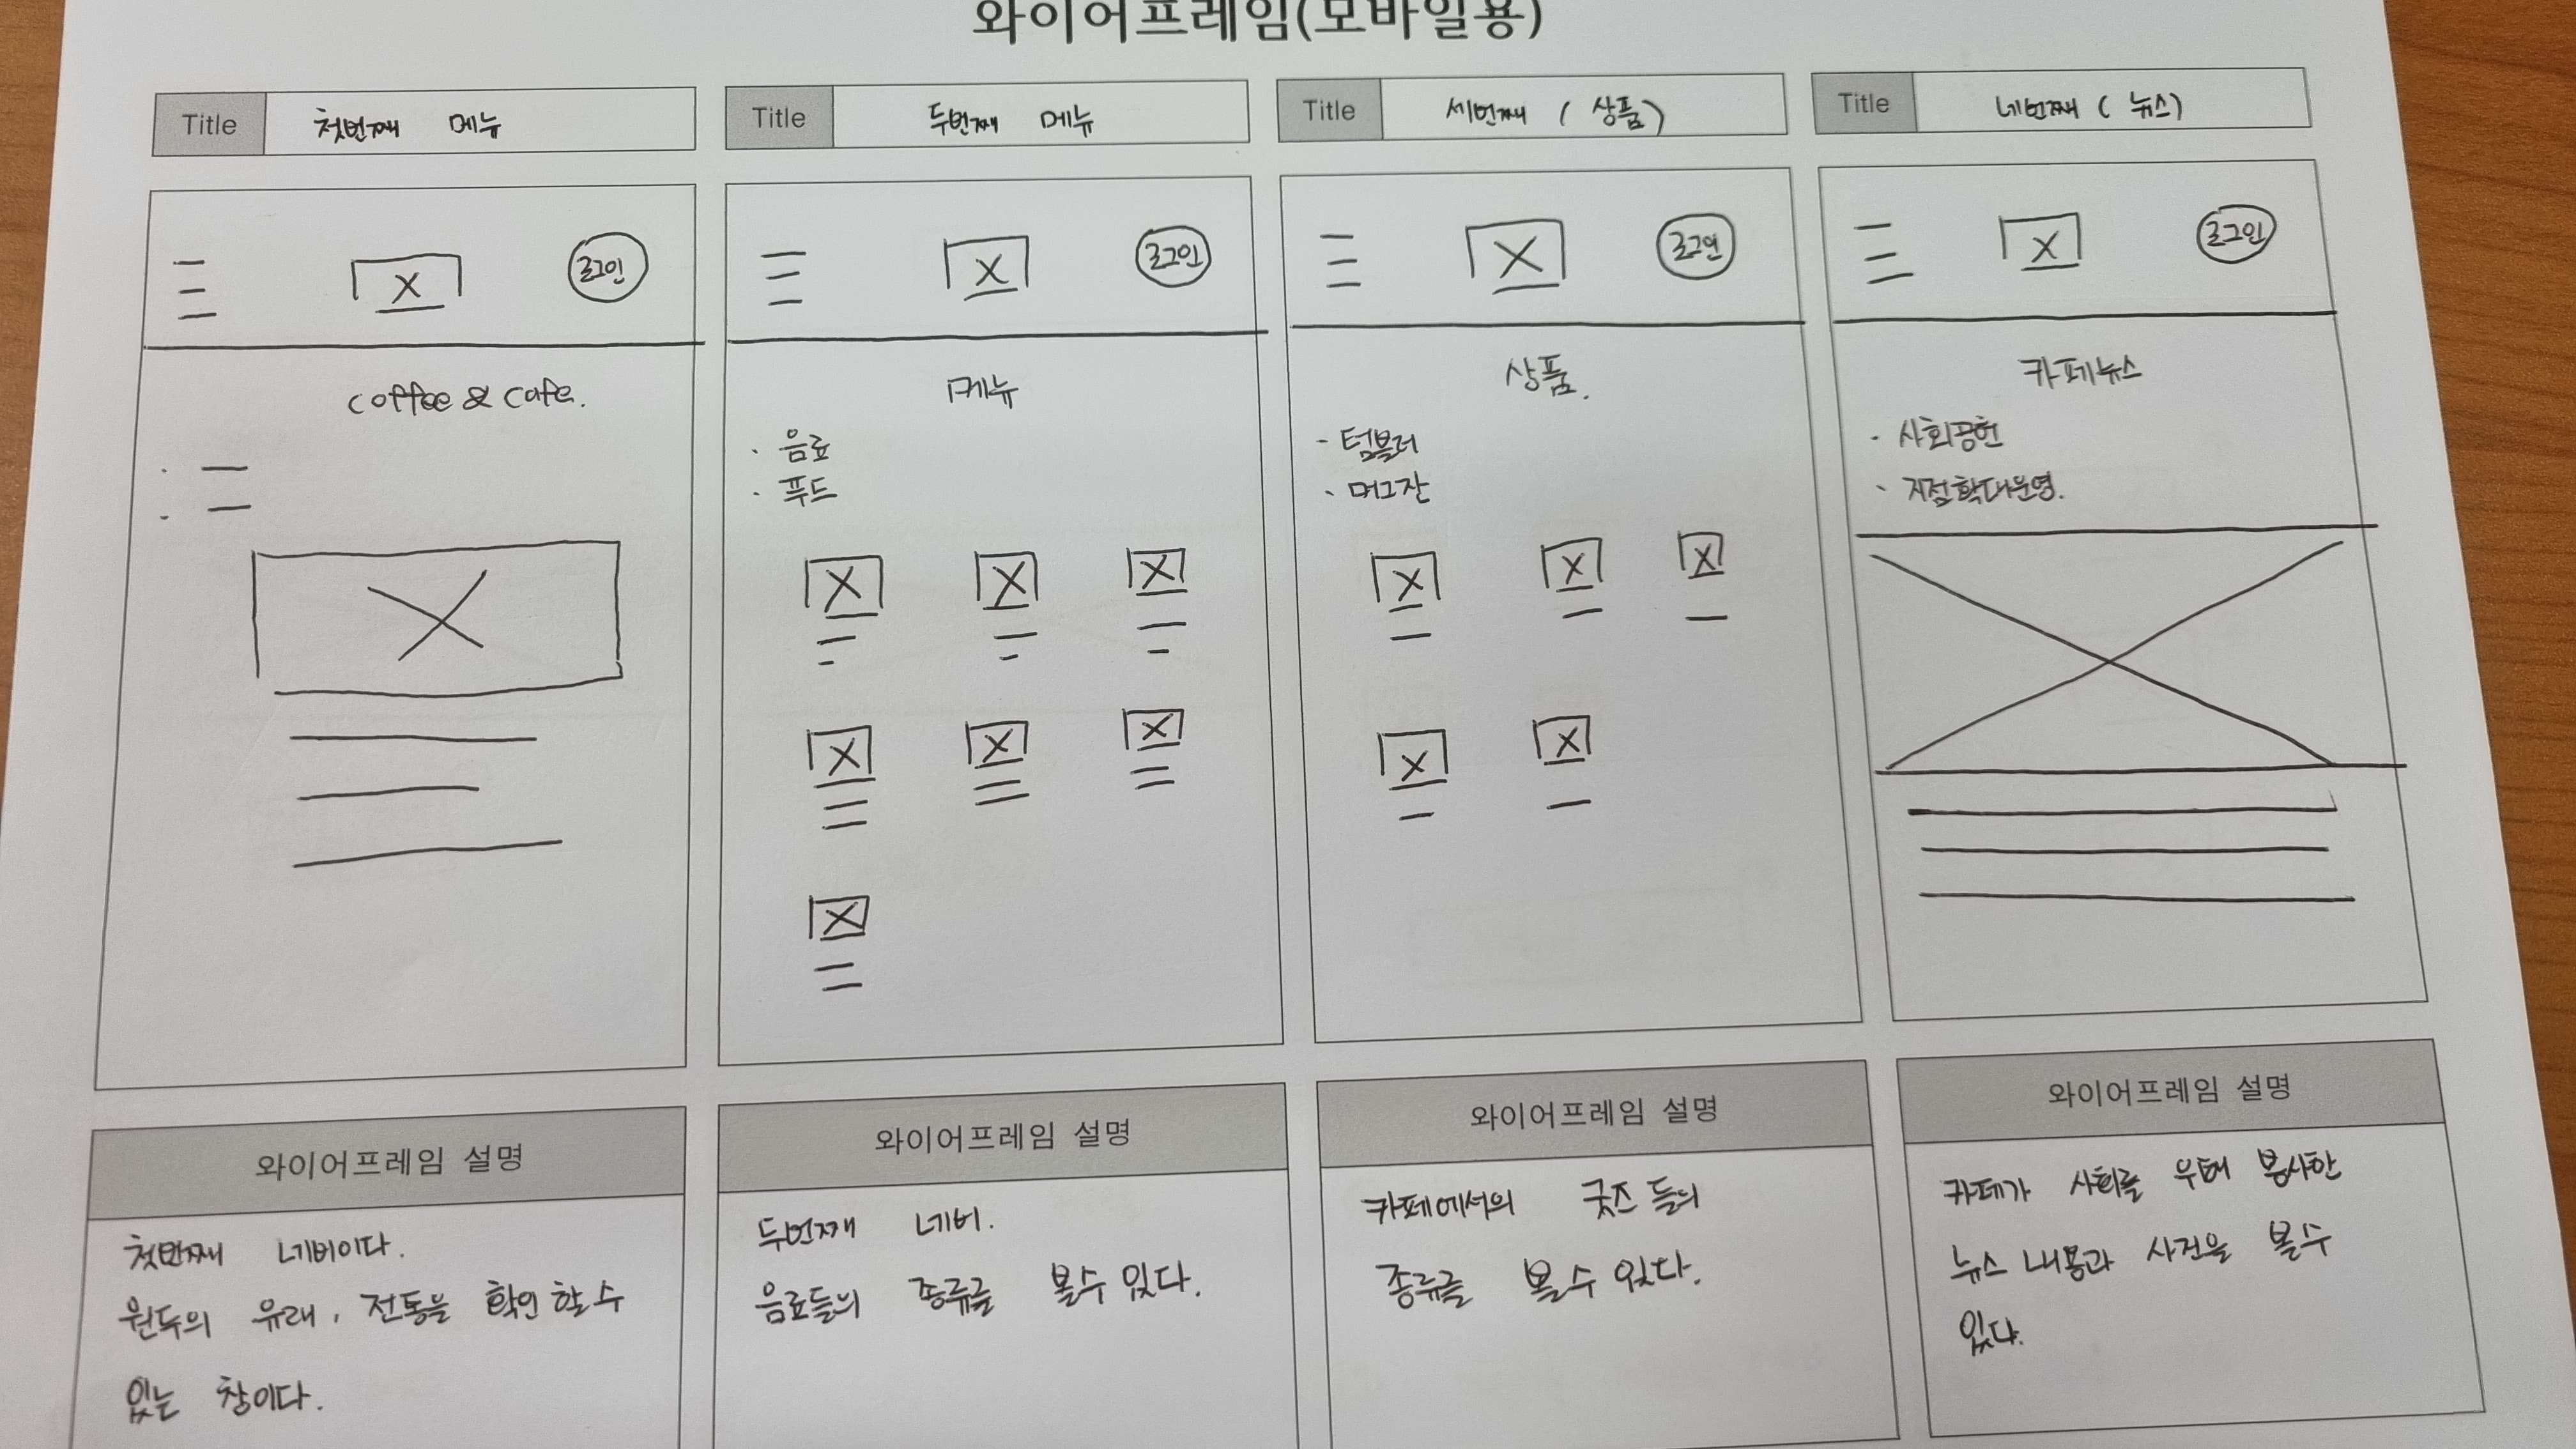 와이어프레임(모바일용)
Title 첫번째 메뉴
로그인
coffee & cafe.
와이어프레임 설명
첫번째 네비이다.
원두의 유래, 전통을 확인 할 수
있는 창이다.
Title 두번째 메뉴
로그인
메뉴
· 음료
· 푸드
와이어프레임 설명
두번째 네비.
음료들의 종류를 볼수 있다.
Title 세번째 ( 상품)
로그인
상품.
- 텀블러
· 머그잔
와이어프레임 설명
카페에서의 굿즈 들의
종류를 볼 수 있다.
Title 네번째 ( 뉴스)
로그인
카페뉴스
· 사회공헌
· 지점확대운영.
와이어프레임 설명
카페가 사회를 위해 봉사한
뉴스 내용과 사진을 볼 수
있다.